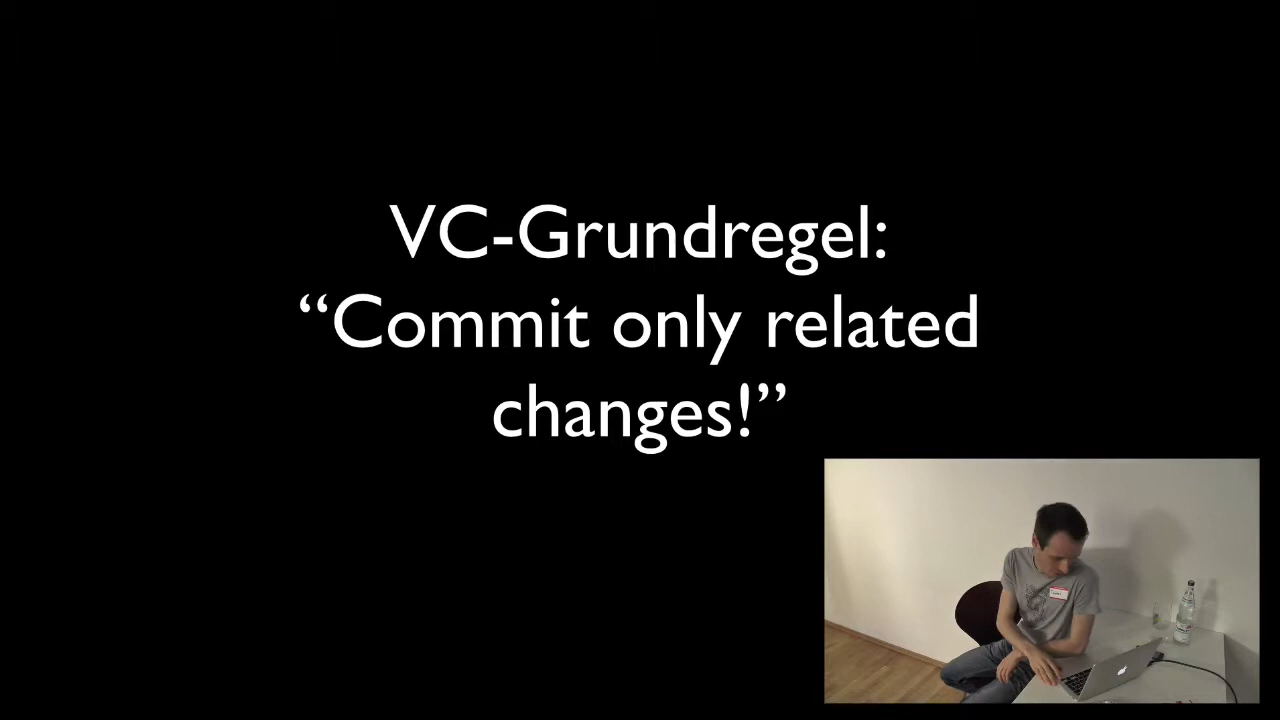 VC-Grundregel:
“Commit only related
changes!”